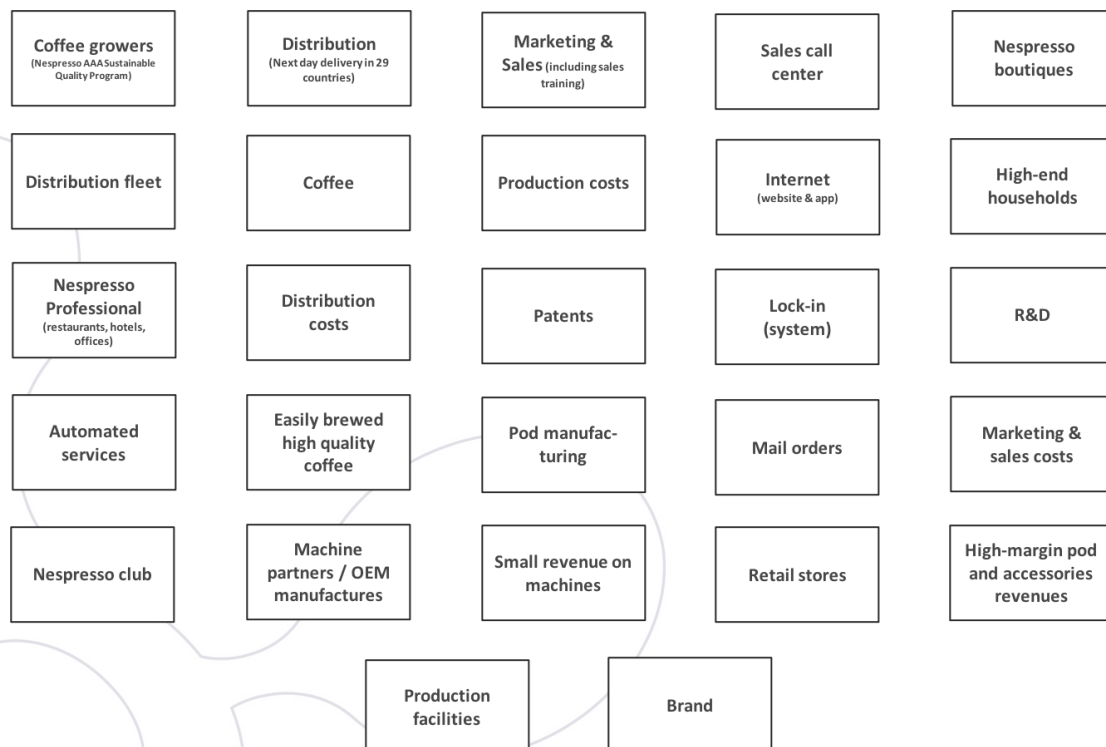 Coffee growers
(Nespresso AAA Sustainable
Quality Program)
Distribution
(Next day delivery in 29
countries)
Marketing &
Sales (including sales
training)
Sales call
center
Nespresso
boutiques
Distribution fleet
Coffee
Production costs
Internet
(website & app)
High-end
households
Nespresso
Professional
(restaurants, hotels,
offices)
Distribution
costs
Patents
Lock-in
(system)
R&D
Automated
services
Easily brewed
high quality
coffee
Pod manufac-
turing
Mail orders
Marketing &
sales costs
Nespresso club
Machine
partners / OEM
manufactures
Small revenue on
machines
Retail stores
High-margin pod
and accessories
revenues
Production
facilities
Brand